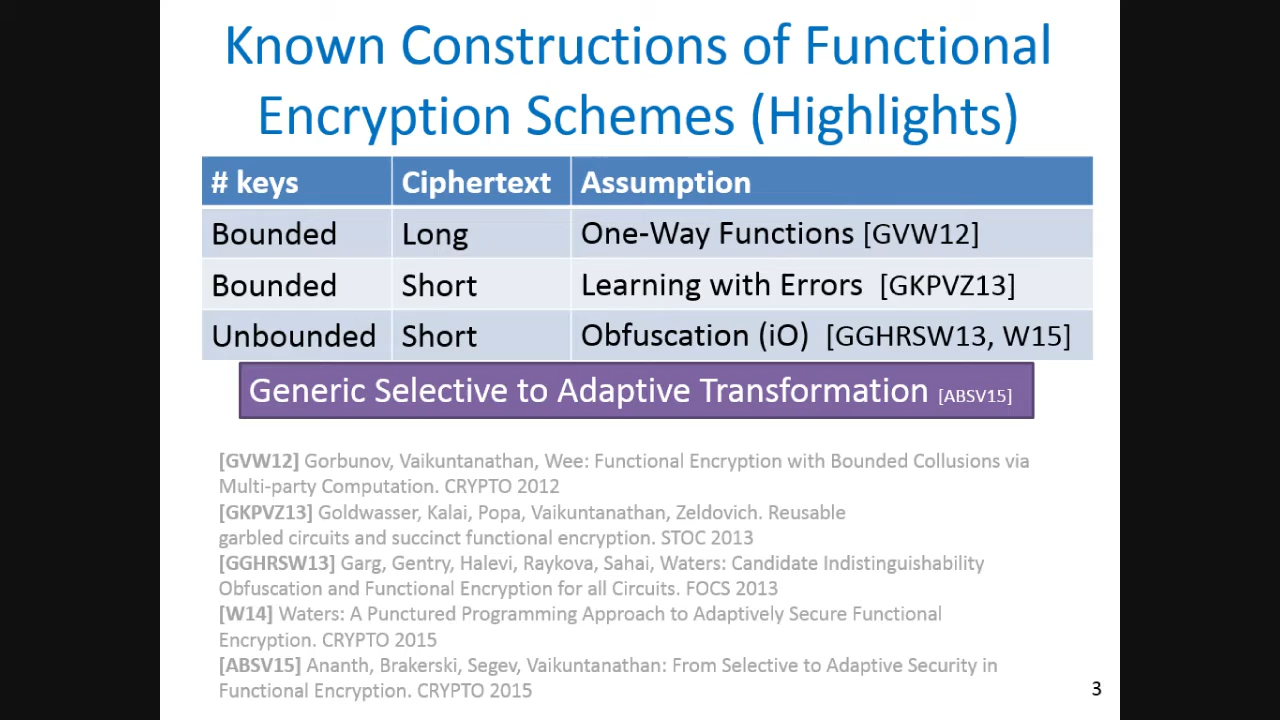 Known Constructions of Functional
Encryption Schemes (Highlights)
# keys Ciphertext Assumption
Bounded Long One-Way Functions [GVW12]
Bounded Short Learning with Errors [GKPVZ13]
Unbounded Short Obfuscation (iO) [GGHRSW13, W15]
Generic Selective to Adaptive Transformation [ABSV15]
[GVW12] Gorbunov, Vaikuntanathan, Wee: Functional Encryption with Bounded Collusions via
Multi-party Computation. CRYPTO 2012
[GKPVZ13] Goldwasser, Kalai, Popa, Vaikuntanathan, Zeldovich. Reusable
garbled circuits and succinct functional encryption. STOC 2013
[GGHRSW13] Garg, Gentry, Halevi, Raykova, Sahai, Waters: Candidate Indistinguishability
Obfuscation and Functional Encryption for all Circuits. FOCS 2013
[W14] Waters: A Punctured Programming Approach to Adaptively Secure Functional
Encryption. CRYPTO 2015
[ABSV15] Ananth, Brakerski, Segev, Vaikuntanathan: From Selective to Adaptive Security in
Functional Encryption. CRYPTO 2015
3